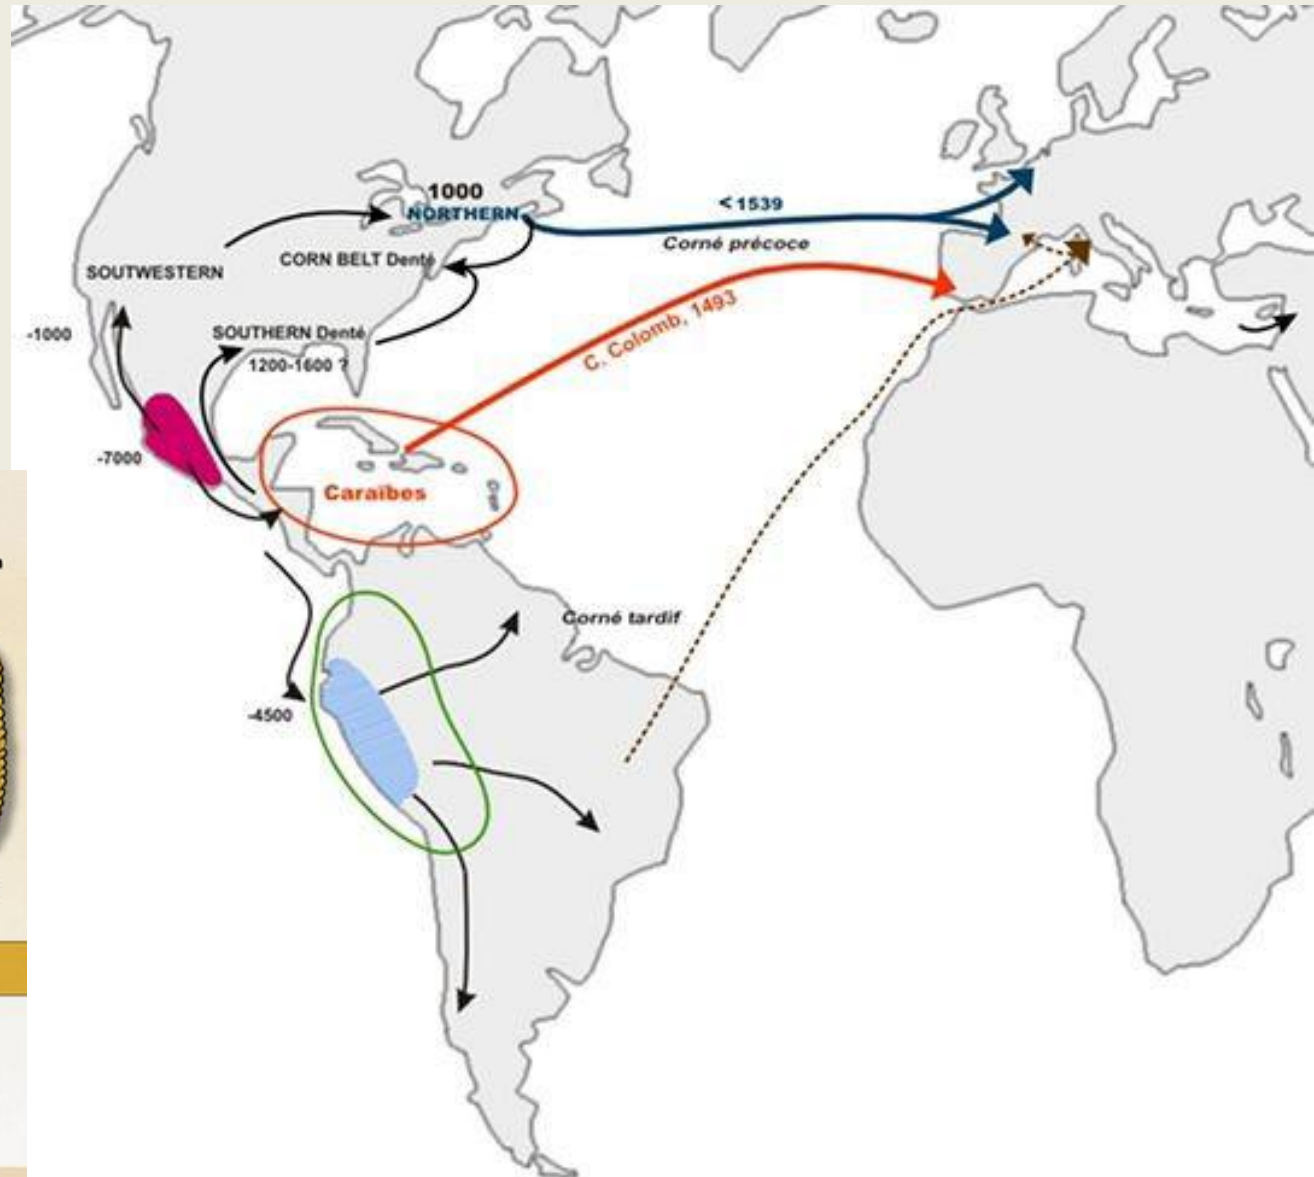 1000
NORTHERN
< 1539
Corné précoce
CORN BELT Denté
SOUTWESTERN
C. Colomb, 1493
-1000
SOUTHERN Denté
1200-1600 ?
-7000
Caraïbes
Corné tardif
-4500